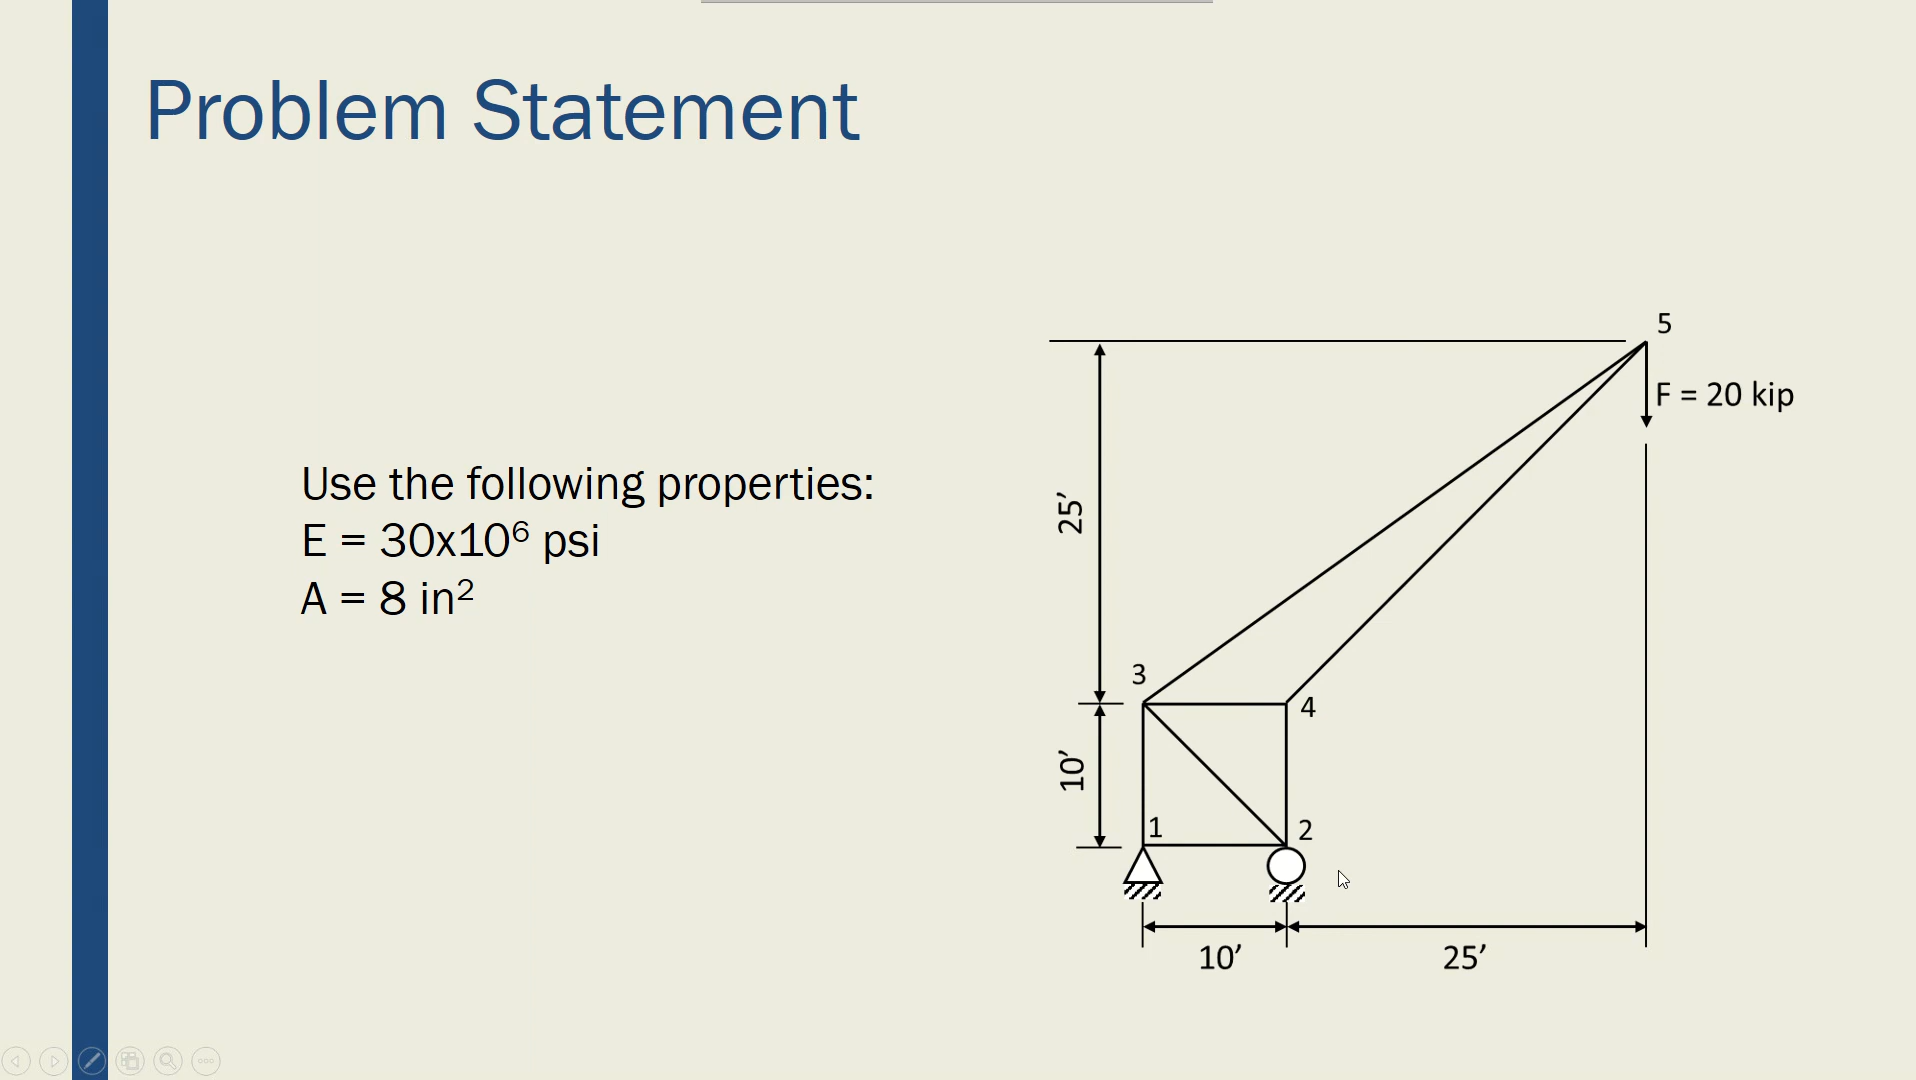 Problem Statement
Use the following properties:
E = 30x10⁶ psi
A = 8 in²
5
F = 20 kip
25’
3
4
10’
1
2
10’
25’